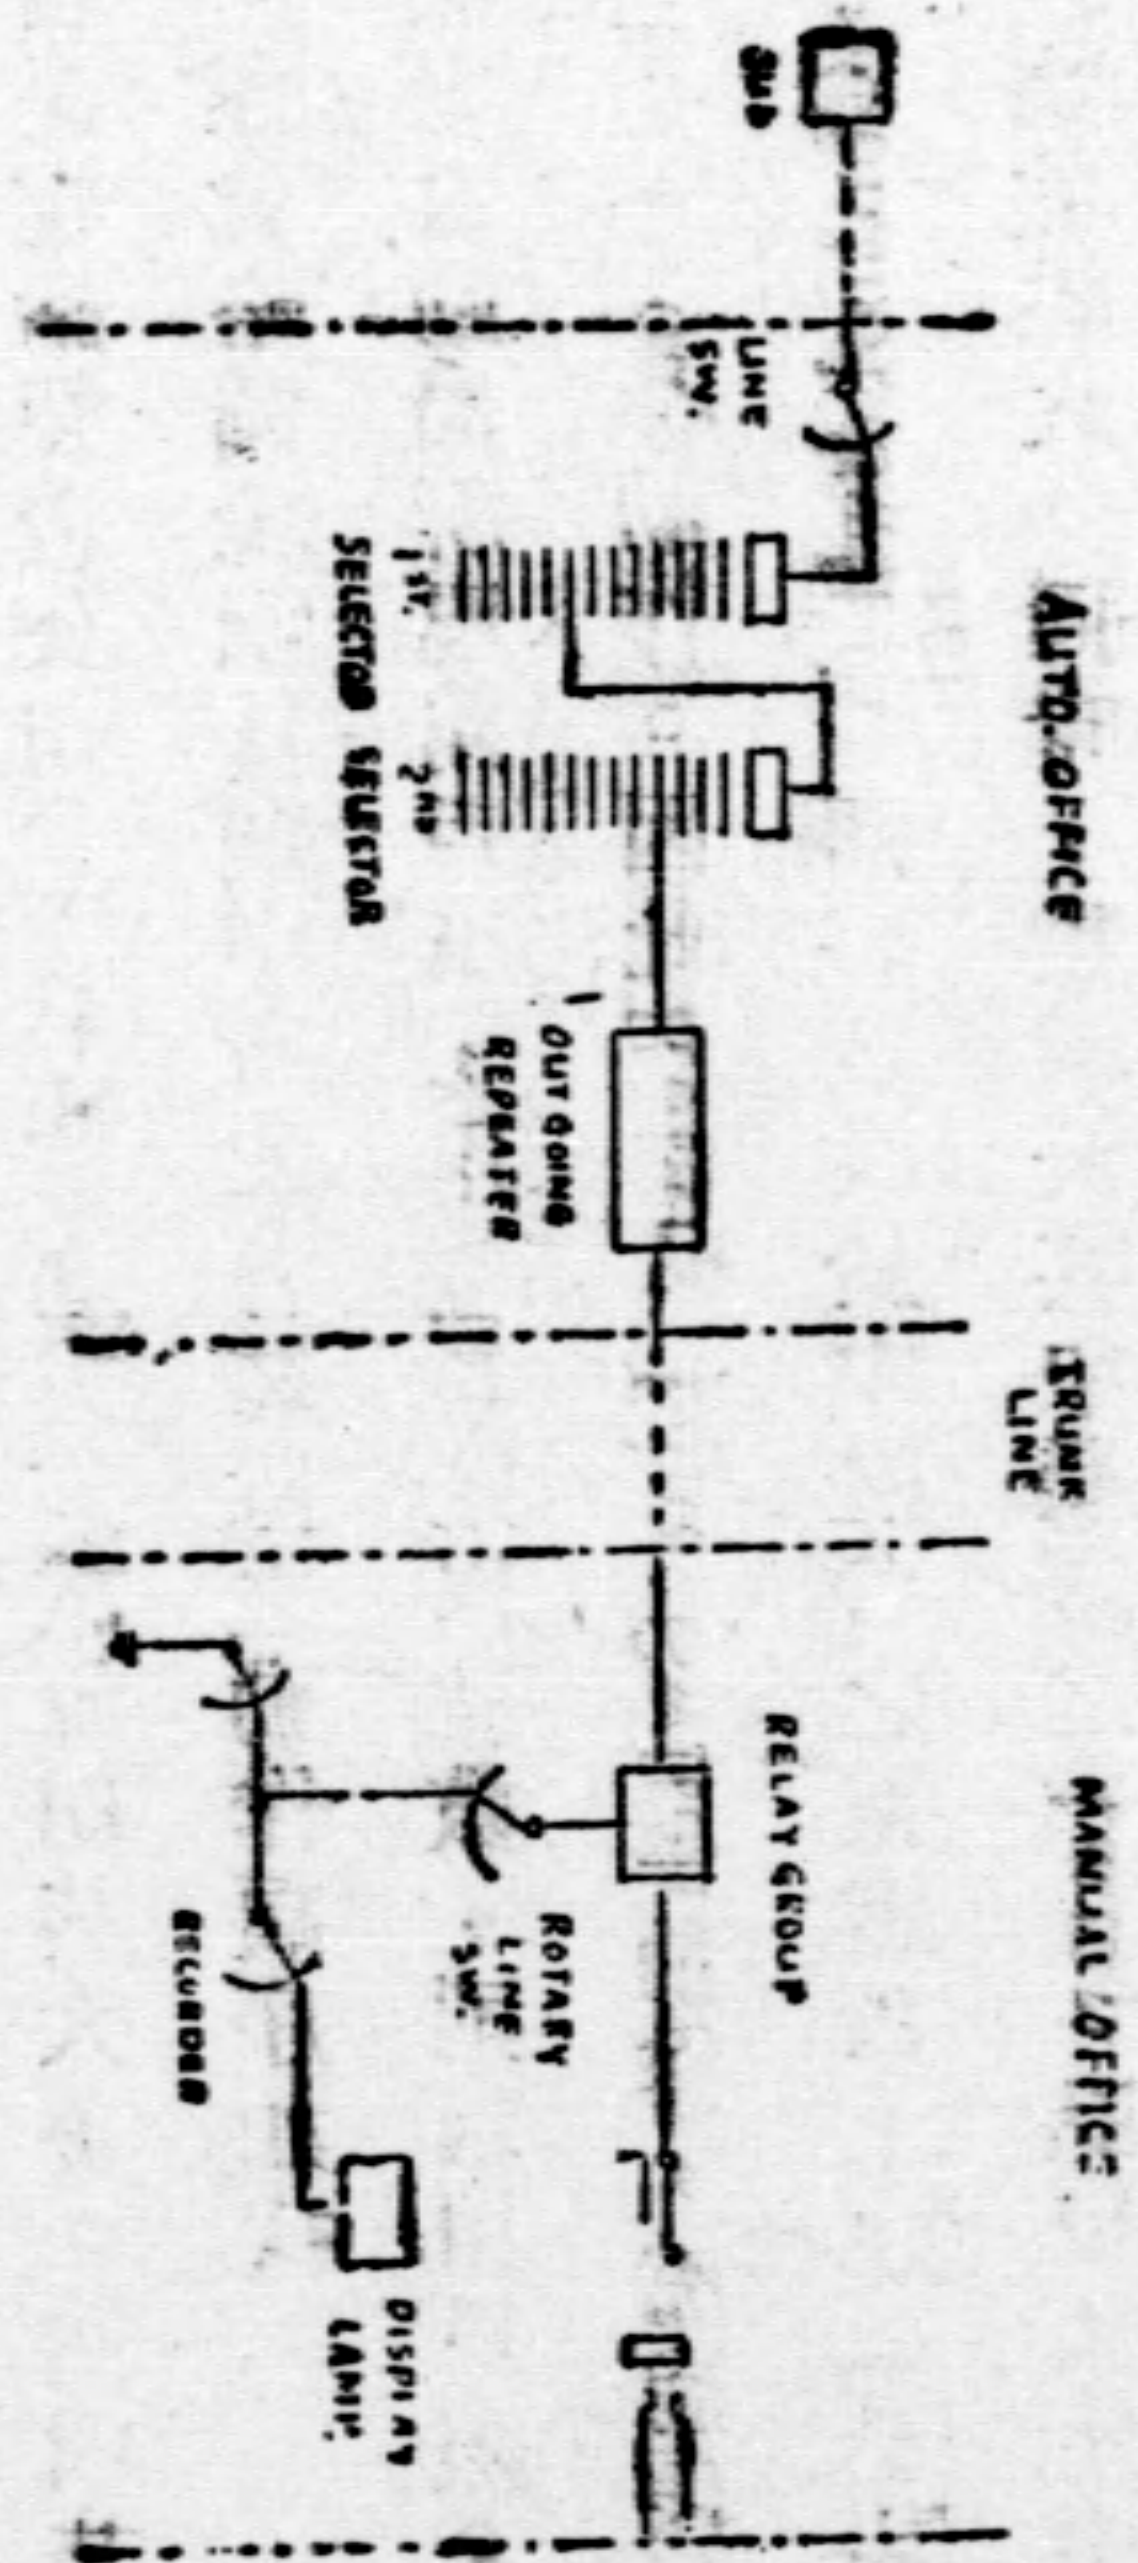 AUTO. OFFICE
TRUNK
LINE
MANUAL OFFICE
SUB
LINE
SW.
1ST.
SELECTOR
2ND
SELECTOR
OUT GOING
REPEATER
RELAY GROUP
ROTARY
LINE
SW.
RECORDER
DISPLAY
LAMP.